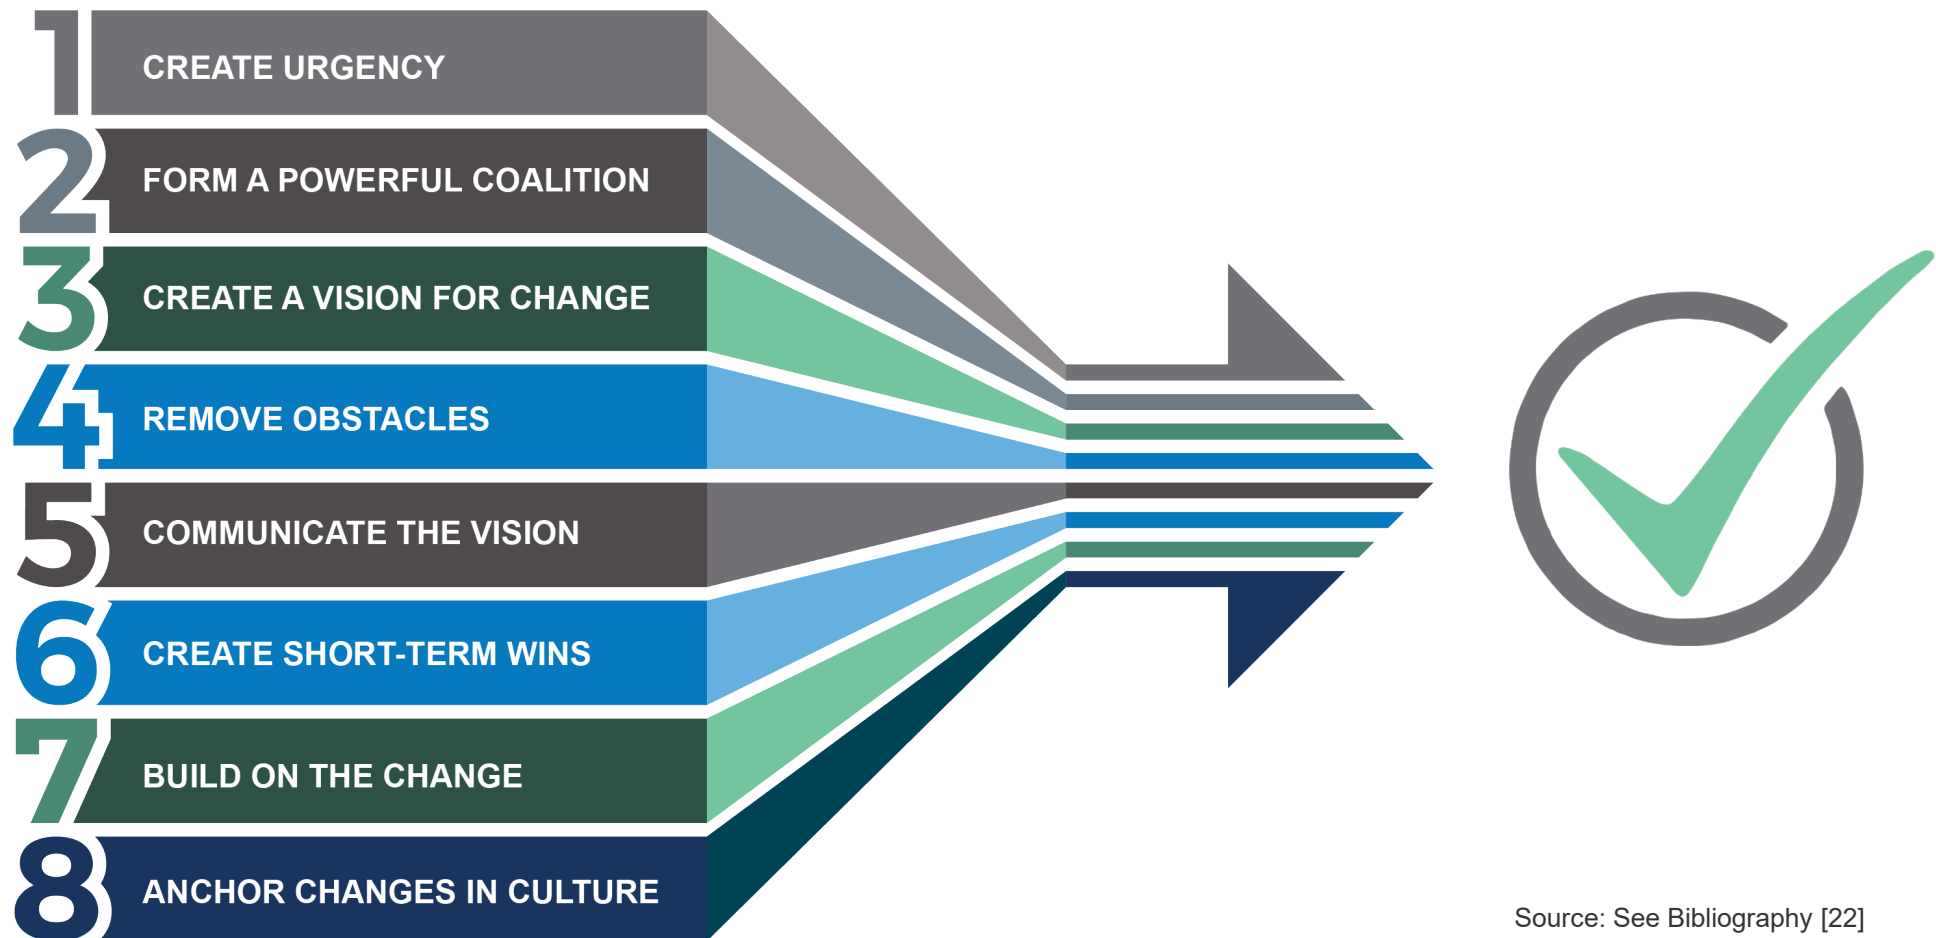 1 CREATE URGENCY
2 FORM A POWERFUL COALITION
3 CREATE A VISION FOR CHANGE
4 REMOVE OBSTACLES
5 COMMUNICATE THE VISION
6 CREATE SHORT-TERM WINS
7 BUILD ON THE CHANGE
8 ANCHOR CHANGES IN CULTURE
Source: See Bibliography [22]